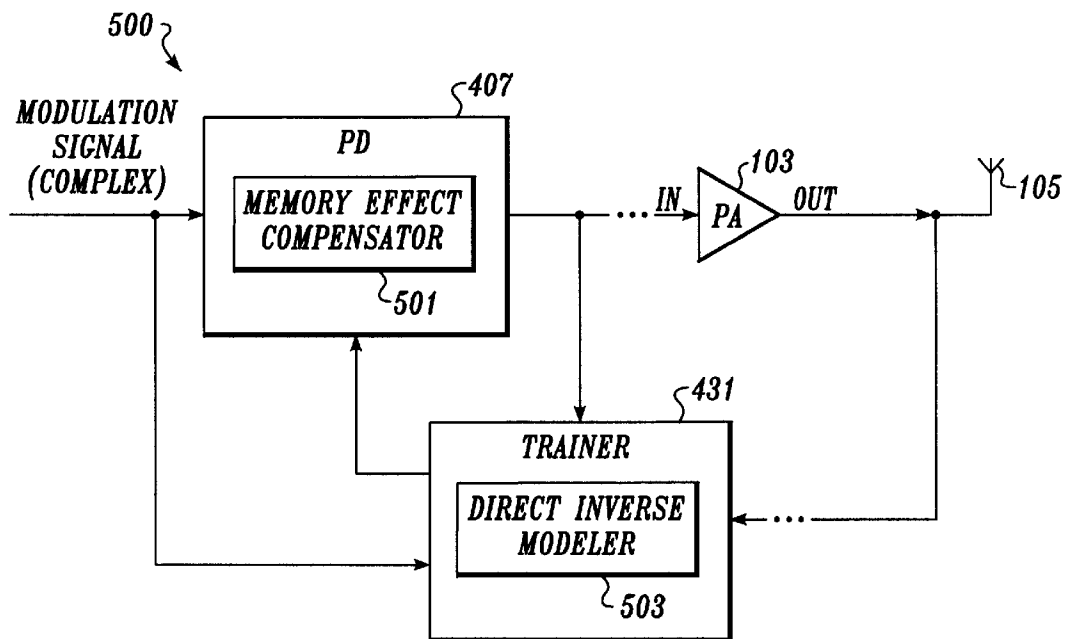 500
MODULATION
SIGNAL
(COMPLEX)
407
PD
MEMORY EFFECT
COMPENSATOR
501
... IN
PA
103
OUT
105
431
TRAINER
DIRECT INVERSE
MODELER
503
...